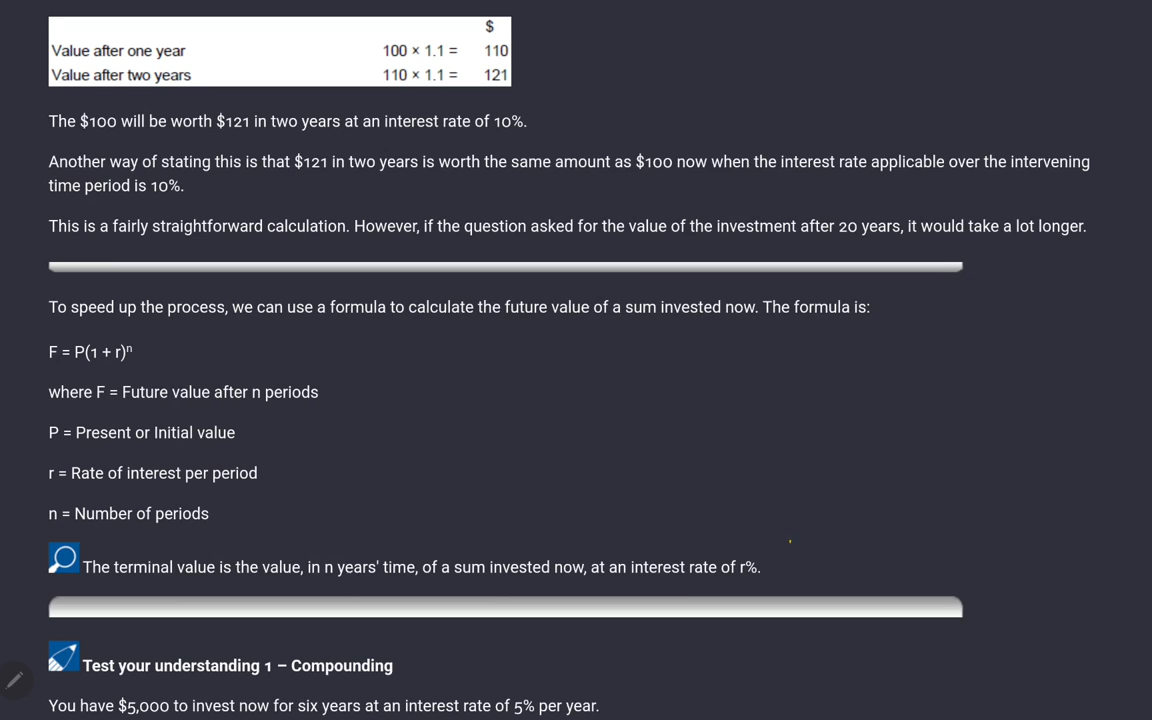 $
Value after one year 100 × 1.1 = 110
Value after two years 110 × 1.1 = 121
The $100 will be worth $121 in two years at an interest rate of 10%.
Another way of stating this is that $121 in two years is worth the same amount as $100 now when the interest rate applicable over the intervening
time period is 10%.
This is a fairly straightforward calculation. However, if the question asked for the value of the investment after 20 years, it would take a lot longer.
To speed up the process, we can use a formula to calculate the future value of a sum invested now. The formula is:
F = P(1 + r)ⁿ
where F = Future value after n periods
P = Present or Initial value
r = Rate of interest per period
n = Number of periods
The terminal value is the value, in n years' time, of a sum invested now, at an interest rate of r%.
Test your understanding 1 – Compounding
You have $5,000 to invest now for six years at an interest rate of 5% per year.